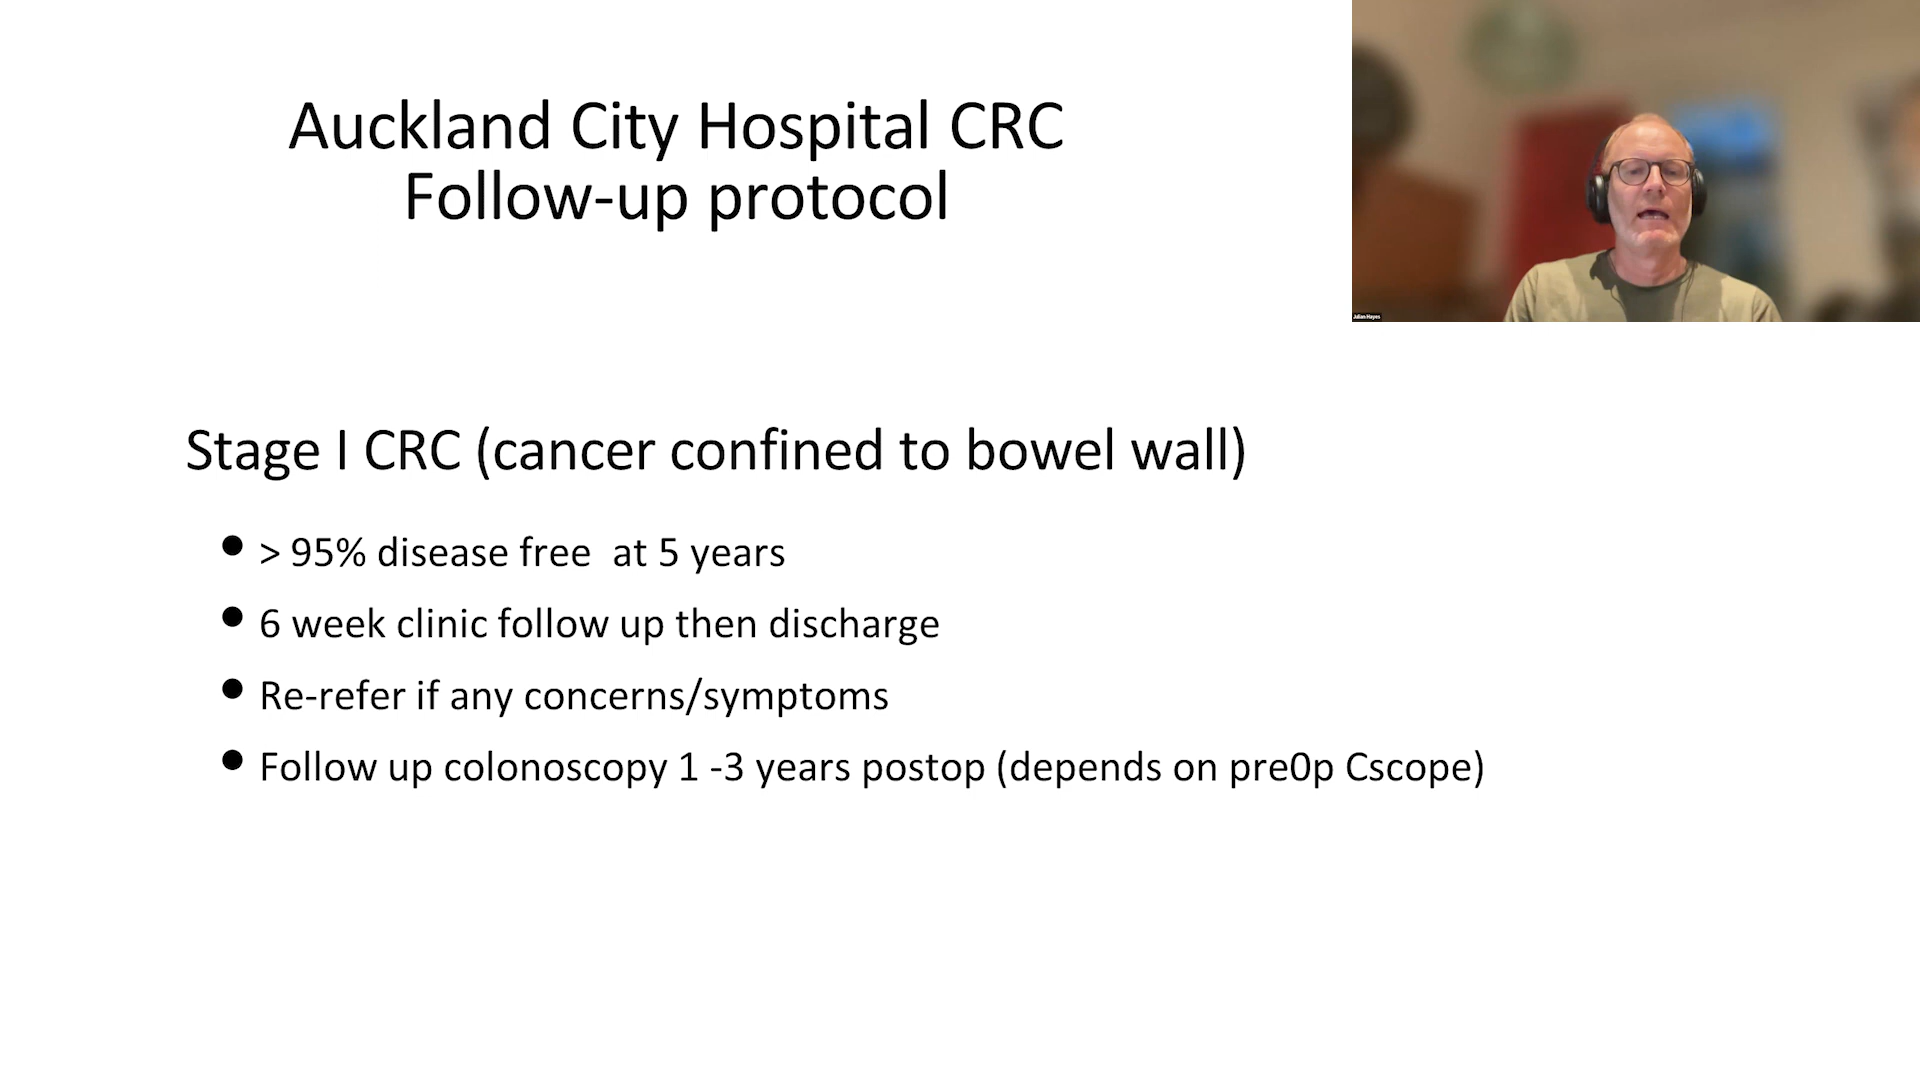 Auckland City Hospital CRC
Follow-up protocol
Julian Hayes
Stage I CRC (cancer confined to bowel wall)
• > 95% disease free  at 5 years
• 6 week clinic follow up then discharge
• Re-refer if any concerns/symptoms
• Follow up colonoscopy 1 -3 years postop (depends on pre0p Cscope)